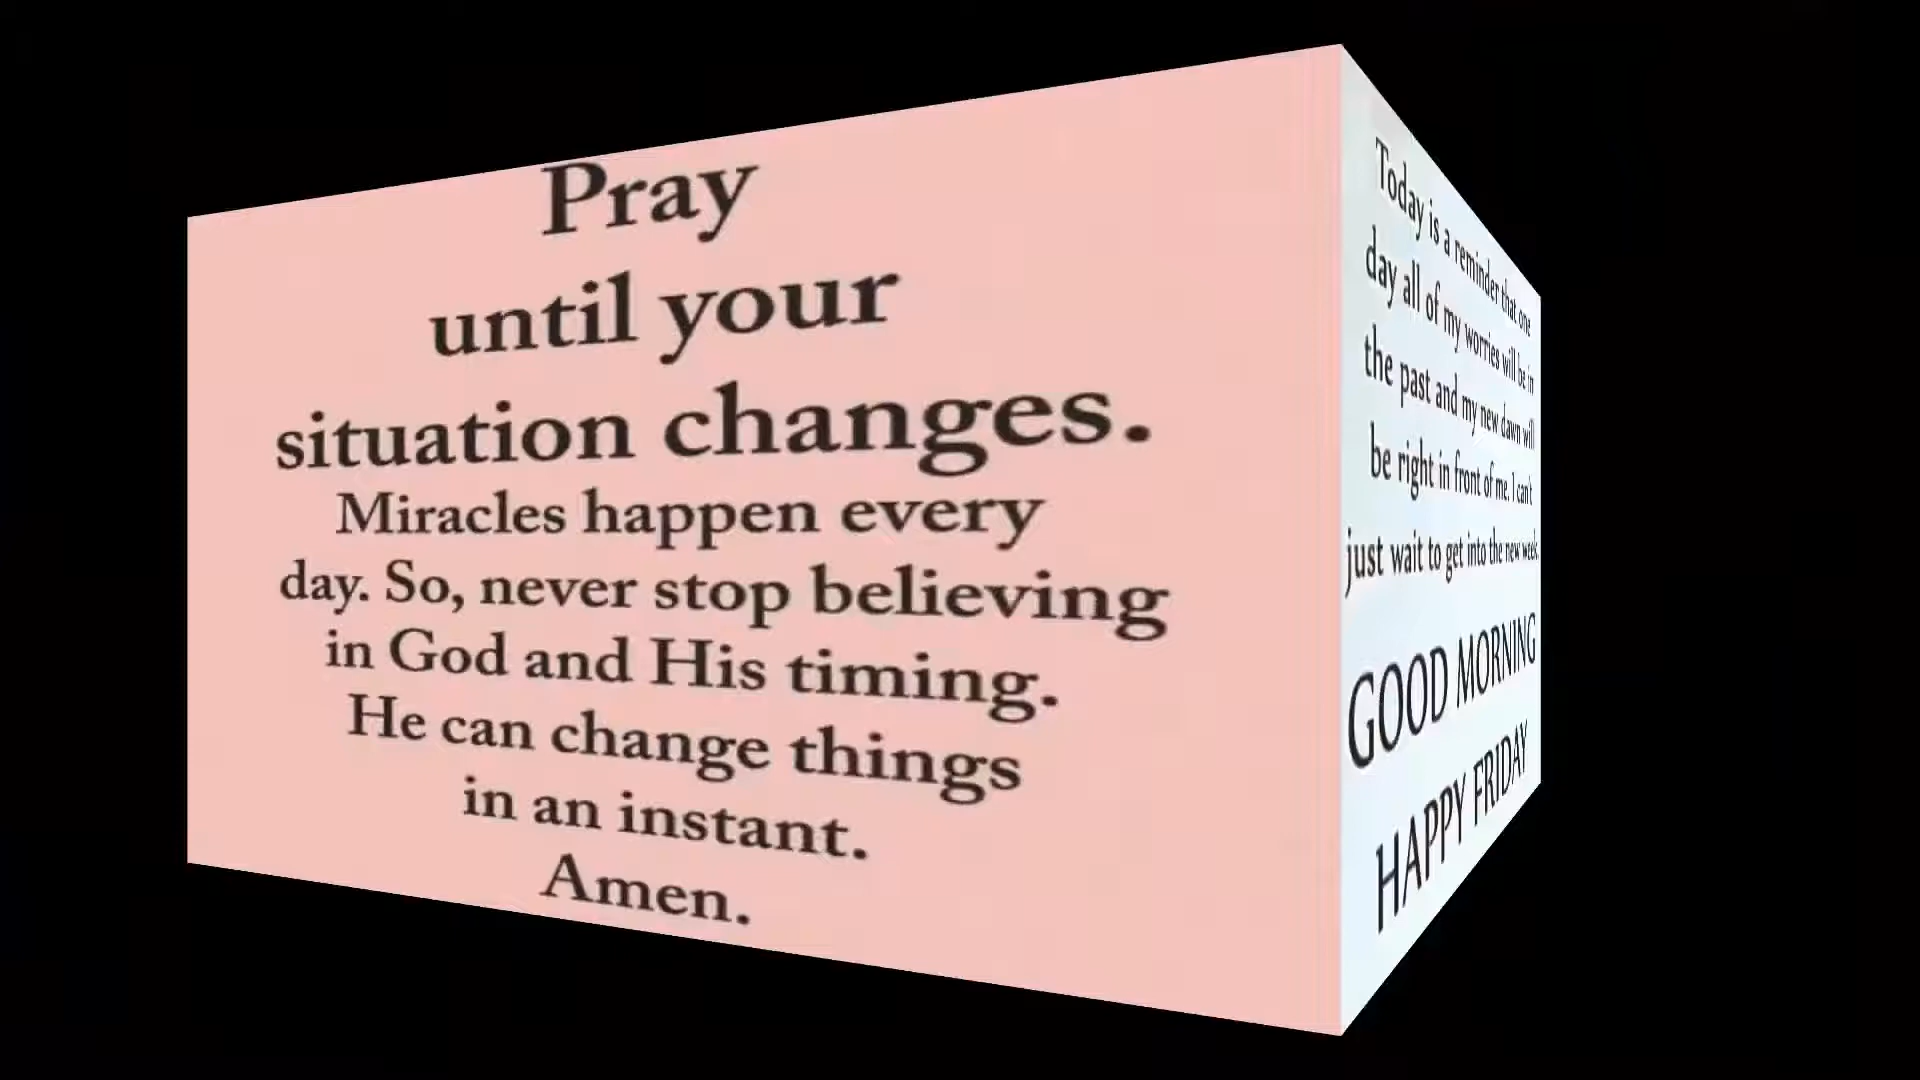 Pray
until your
situation changes.
Miracles happen every
day. So, never stop believing
in God and His timing.
He can change things
in an instant.
Amen.
Today is a reminder that one
day all of my worries will be in
the past and my new dawn will
be right in front of me. I can't
just wait to get into the new week.
GOOD MORNING
HAPPY FRIDAY